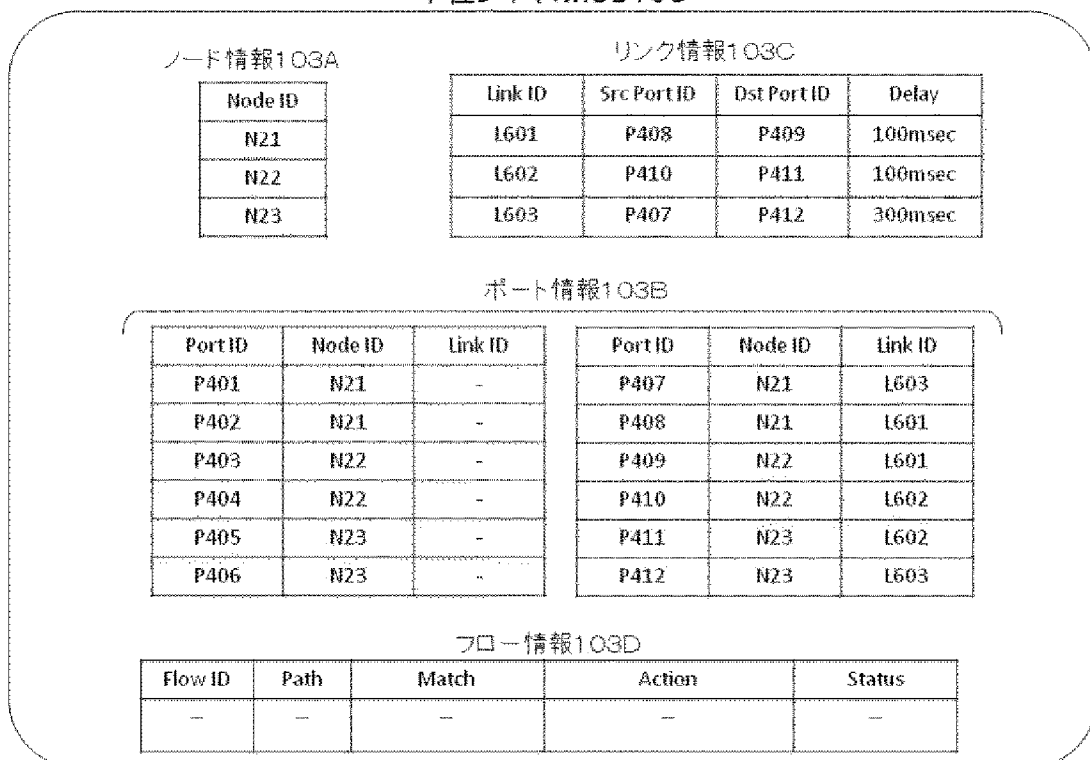 ノード情報103A
Node ID
N21
N22
N23
リンク情報103C
Link ID Src Port ID Dst Port ID Delay
L601 P408 P409 100msec
L602 P410 P411 100msec
L603 P407 P412 300msec
ポート情報103B
Port ID Node ID Link ID
P401 N21 -
P402 N21 -
P403 N22 -
P404 N22 -
P405 N23 -
P406 N23 -
Port ID Node ID Link ID
P407 N21 L603
P408 N21 L601
P409 N22 L601
P410 N22 L602
P411 N23 L602
P412 N23 L603
フロー情報103D
Flow ID Path Match Action Status
— — — — —